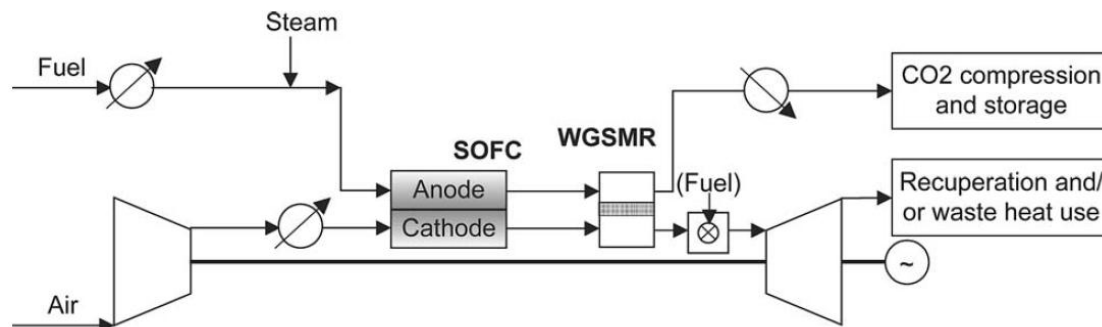 Steam
Fuel
CO2 compression
and storage
WGSMR
SOFC
(Fuel)
Anode
Cathode
Recuperation and/
or waste heat use
~
Air